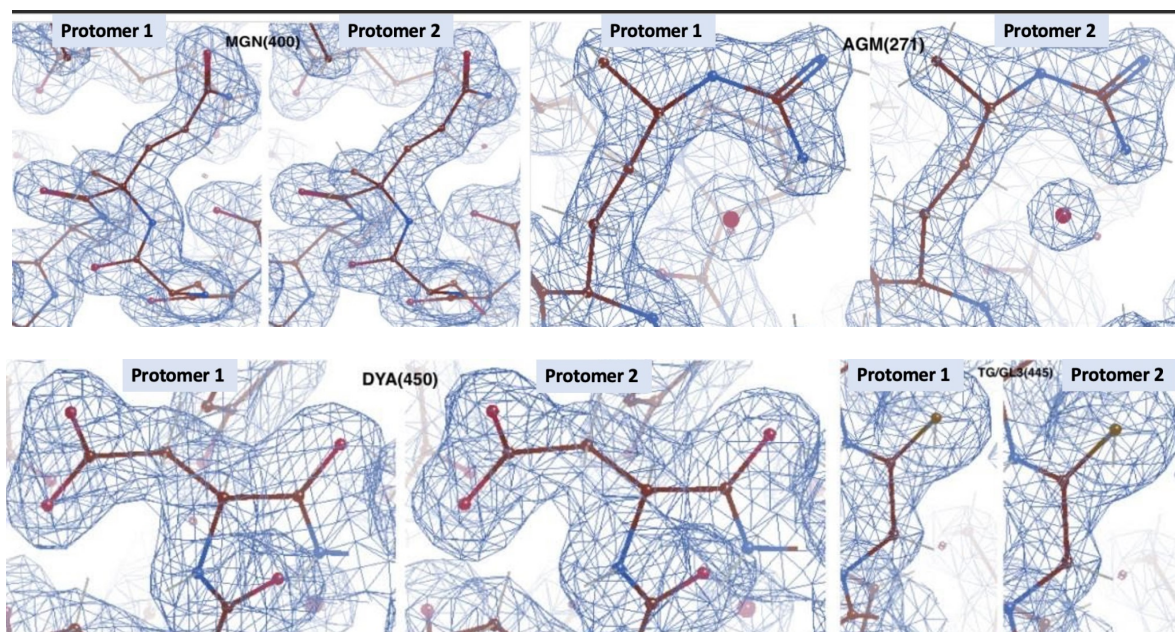 Protomer 1
MGN(400)
Protomer 2
Protomer 1
AGM(271)
Protomer 2
Protomer 1
DYA(450)
Protomer 2
Protomer 1
TG/GL3(445)
Protomer 2